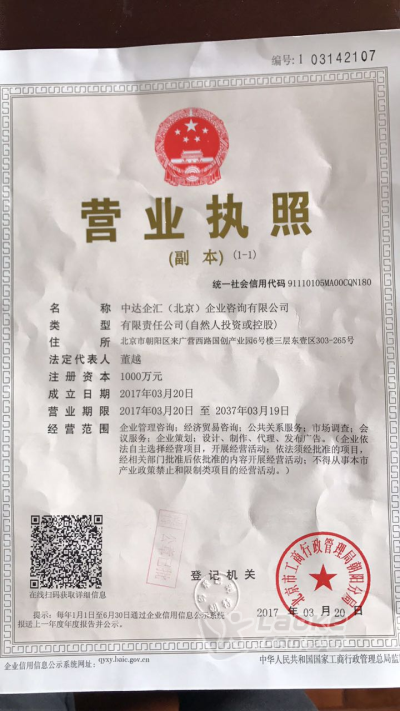 编号:1 03142107
营业执照
(副 本) (1-1)
统一社会信用代码 91110105MA00CQN180
名 称 中达企汇（北京）企业咨询有限公司
类 型 有限责任公司(自然人投资或控股)
住 所 北京市朝阳区来广营西路国创产业园6号楼三层东壹区303-265号
法定代表人 董越
注册资本 1000万元
成立日期 2017年03月20日
营业期限 2017年03月20日 至 2037年03月19日
经营范围 企业管理咨询；经济贸易咨询；公共关系服务；市场调查；会
议服务；企业策划；设计、制作、代理、发布广告。（企业依
法自主选择经营项目，开展经营活动；依法须经批准的项目，
经相关部门批准后依批准的内容开展经营活动；不得从事本市
产业政策禁止和限制类项目的经营活动。）
在线扫码获取详细信息
登记机关
北京市工商行政管理局朝阳分局
2017 年 03 月 20 日
提示：每年1月1日至6月30日通过企业信用信息公示系统
报送上一年度年度报告并公示。
企业信用信息公示系统网址： qyxy.baic.gov.cn
中华人民共和国国家工商行政管理总局监